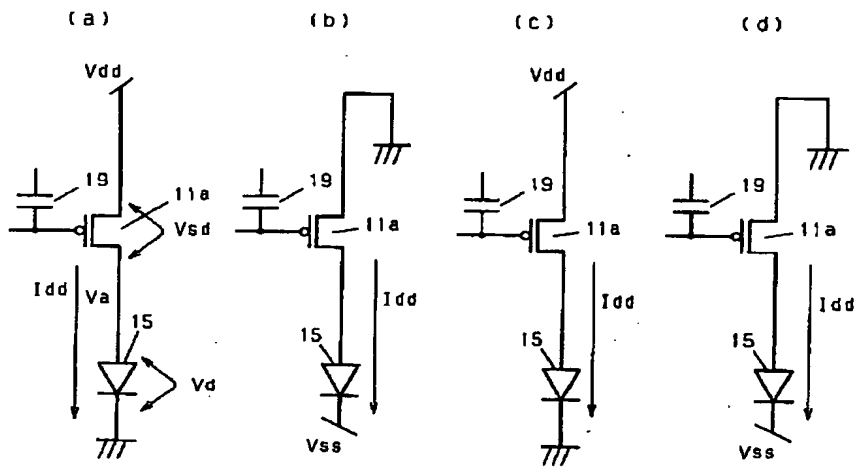 (a) (b) (c) (d)
Vdd Vdd
19 11a 19 19 19
Vsd 11a 11a 11a
Idd Va Idd Idd Idd
15 15 15 15
Vd
Vss Vss